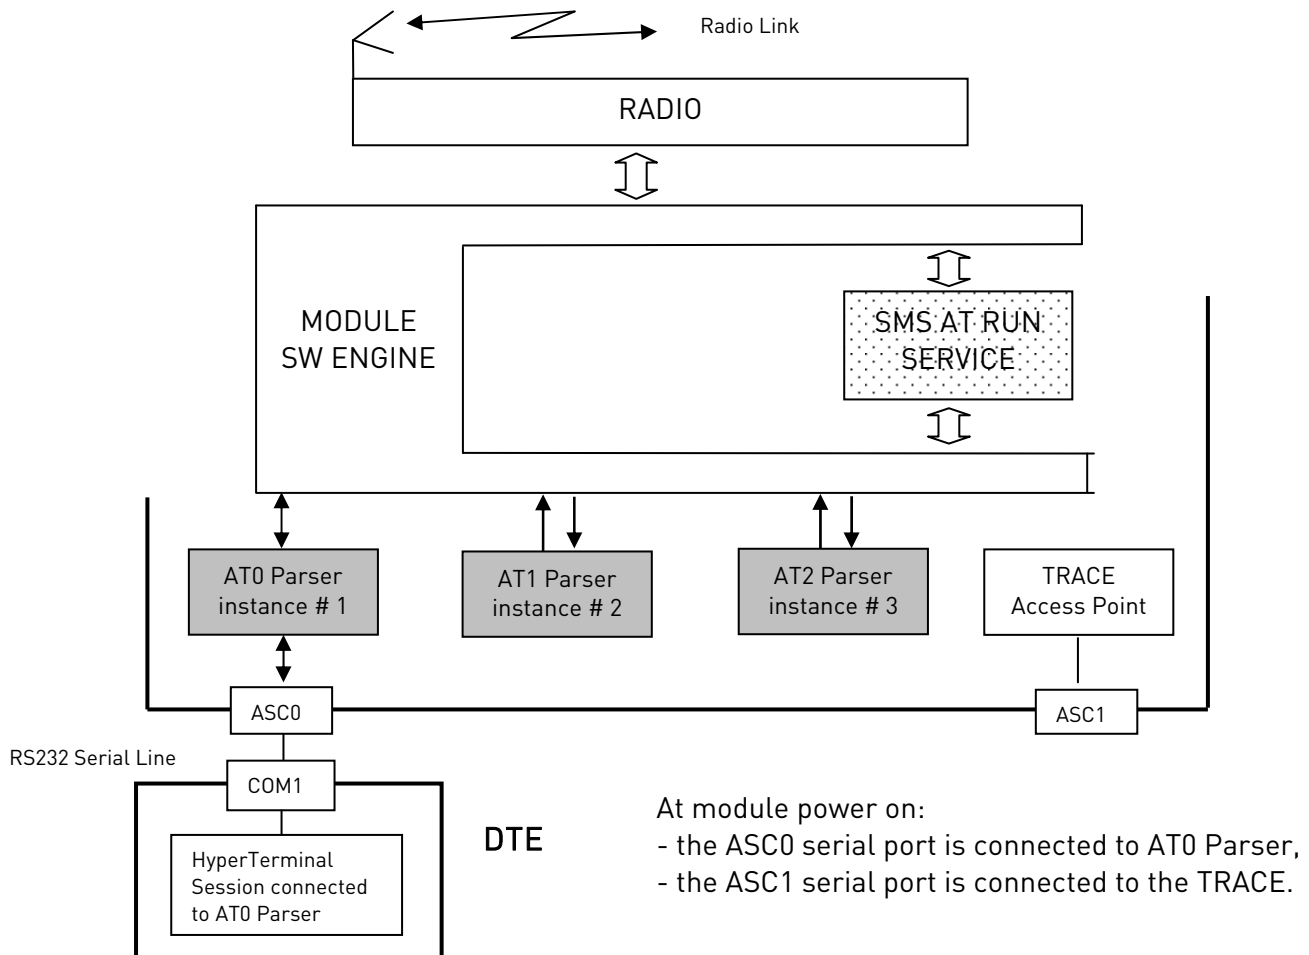 Radio Link
RADIO
MODULE
SW ENGINE
SMS AT RUN
SERVICE
AT0 Parser
instance # 1
AT1 Parser
instance # 2
AT2 Parser
instance # 3
TRACE
Access Point
ASC0
ASC1
RS232 Serial Line
COM1
HyperTerminal
Session connected
to AT0 Parser
DTE
At module power on:
- the ASC0 serial port is connected to AT0 Parser,
- the ASC1 serial port is connected to the TRACE.